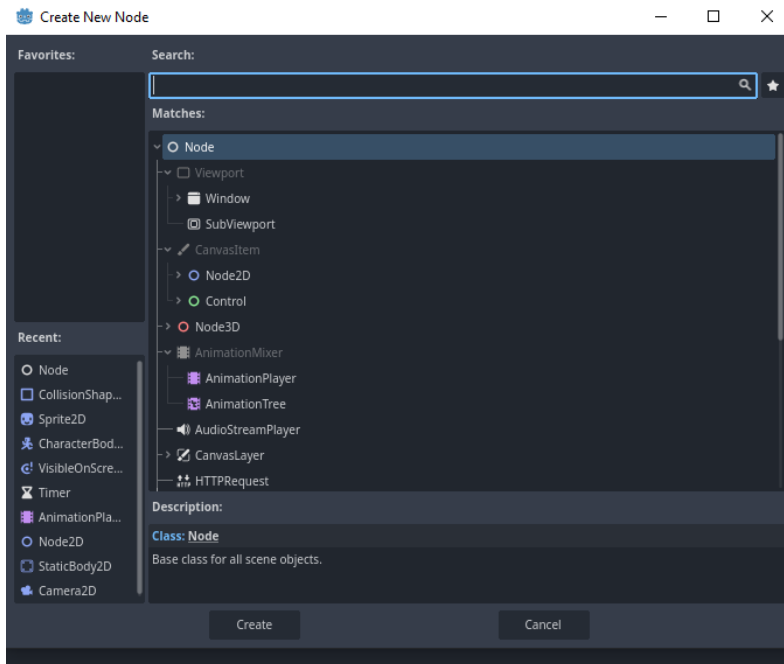 Create New Node
Favorites:
Search:
Matches:
Node
Viewport
Window
SubViewport
CanvasItem
Node2D
Control
Node3D
AnimationMixer
AnimationPlayer
AnimationTree
AudioStreamPlayer
CanvasLayer
HTTPRequest
Recent:
Node
CollisionShap...
Sprite2D
CharacterBod...
VisibleOnScre...
Timer
AnimationPla...
Node2D
StaticBody2D
Camera2D
Description:
Class: Node
Base class for all scene objects.
Create
Cancel